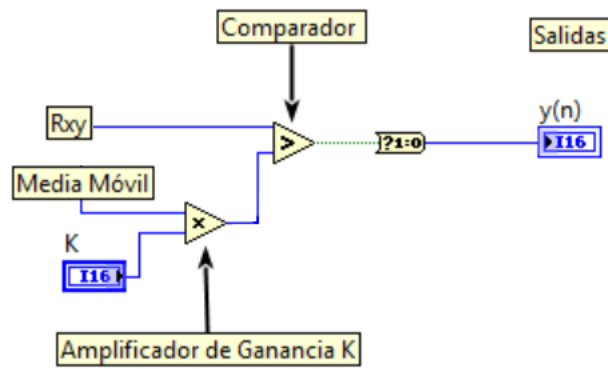 Comparador
Salidas
Rxy
>
?1:0
y(n)
I16
Media Móvil
x
K
I16
Amplificador de Ganancia K